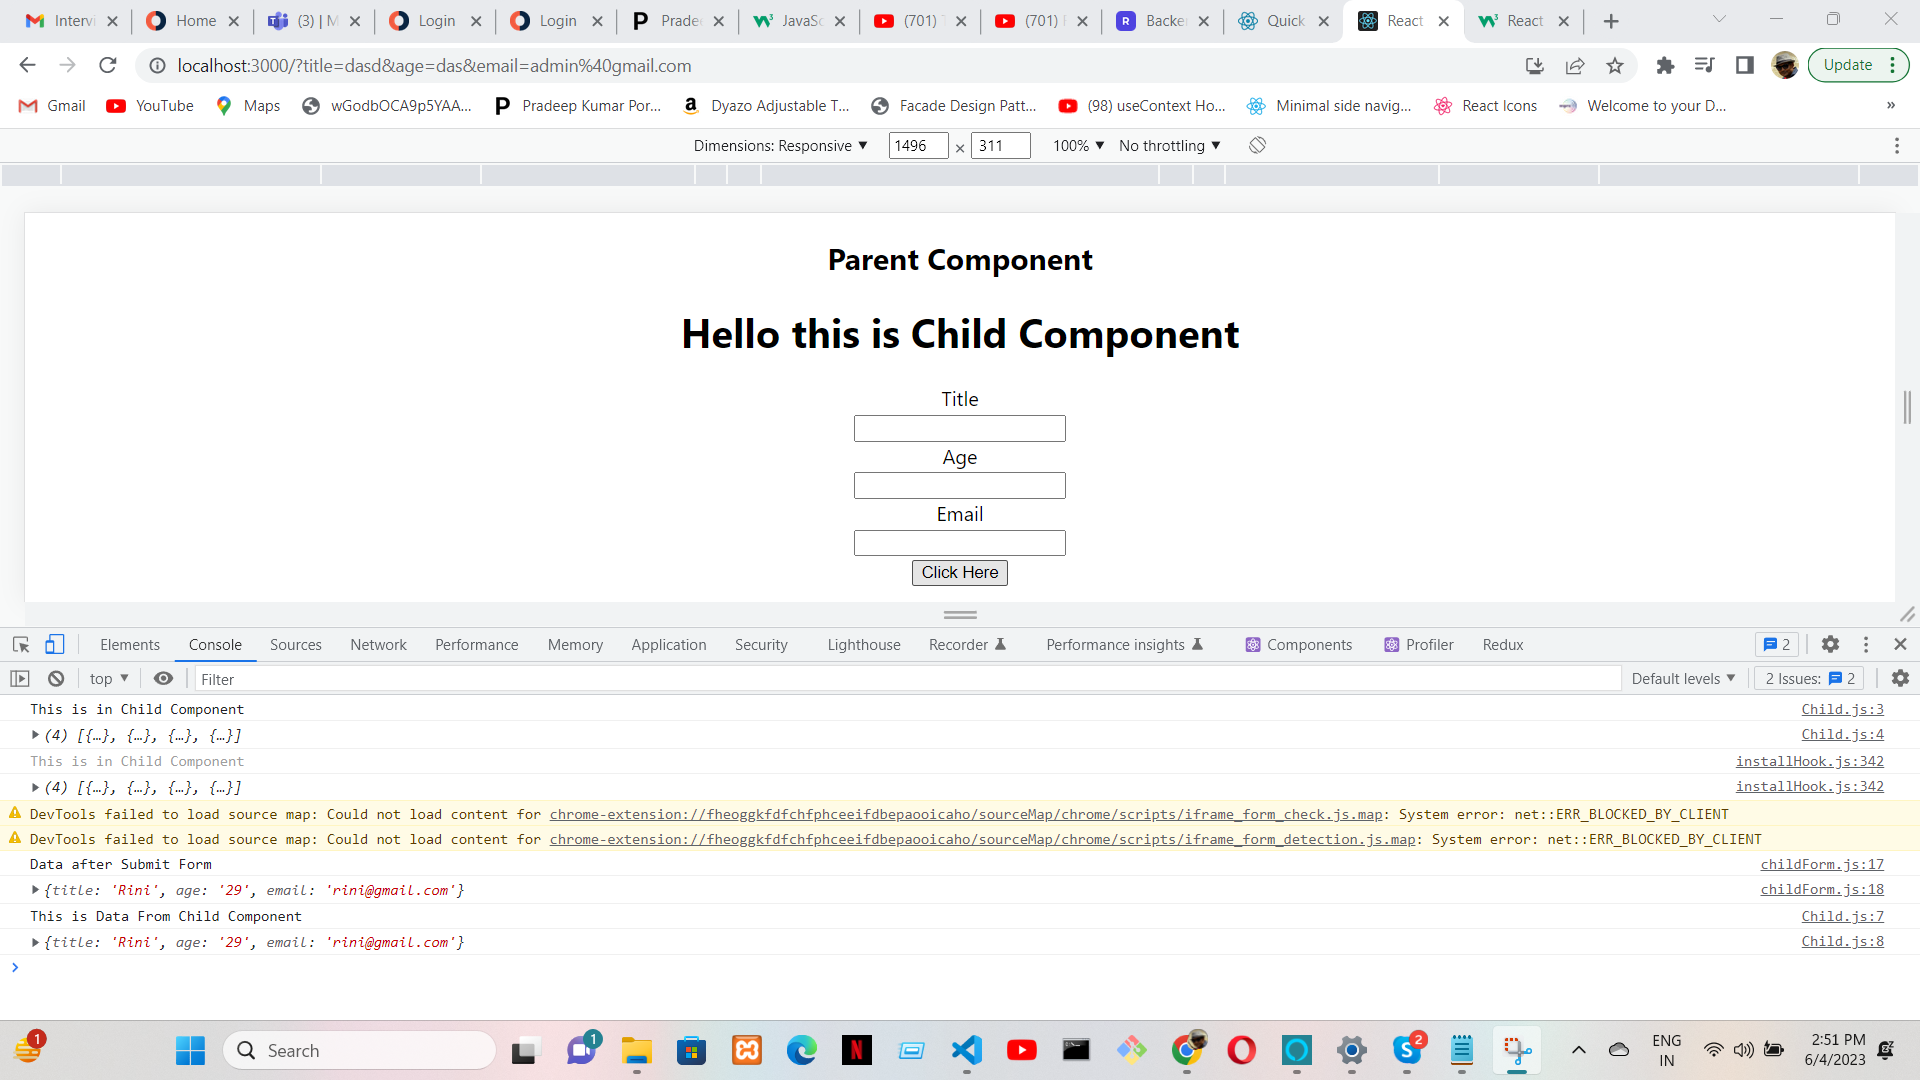 Intervi
Home
(3) | M
Login
Login
Pradee
JavaSc
(701) T
(701)
Backer
Quick
React
React
localhost:3000/?title=dasd&age=das&email=admin%40gmail.com
Update
Gmail
YouTube
Maps
wGodbOCA9p5YAA...
Pradeep Kumar Por...
Dyazo Adjustable T...
Facade Design Patt...
(98) useContext Ho...
Minimal side navig...
React Icons
Welcome to your D...
»
Dimensions: Responsive 1496 × 311 100% No throttling
Parent Component
Hello this is Child Component
Title
Age
Email
Click Here
Elements Console Sources Network Performance Memory Application Security Lighthouse Recorder Performance insights Components Profiler Redux 2
top Filter Default levels 2 Issues: 2
This is in Child Component Child.js:3
(4) [{…}, {…}, {…}, {…}] Child.js:4
This is in Child Component installHook.js:342
(4) [{…}, {…}, {…}, {…}] installHook.js:342
DevTools failed to load source map: Could not load content for chrome-extension://fheoggkfdfchfphceeifdbepaooicaho/sourceMap/chrome/scripts/iframe_form_check.js.map: System error: net::ERR_BLOCKED_BY_CLIENT
DevTools failed to load source map: Could not load content for chrome-extension://fheoggkfdfchfphceeifdbepaooicaho/sourceMap/chrome/scripts/iframe_form_detection.js.map: System error: net::ERR_BLOCKED_BY_CLIENT
Data after Submit Form childForm.js:17
{title: 'Rini', age: '29', email: 'rini@gmail.com'} childForm.js:18
This is Data From Child Component Child.js:7
{title: 'Rini', age: '29', email: 'rini@gmail.com'} Child.js:8
1
Search
1
2
ENG
IN
2:51 PM
6/4/2023